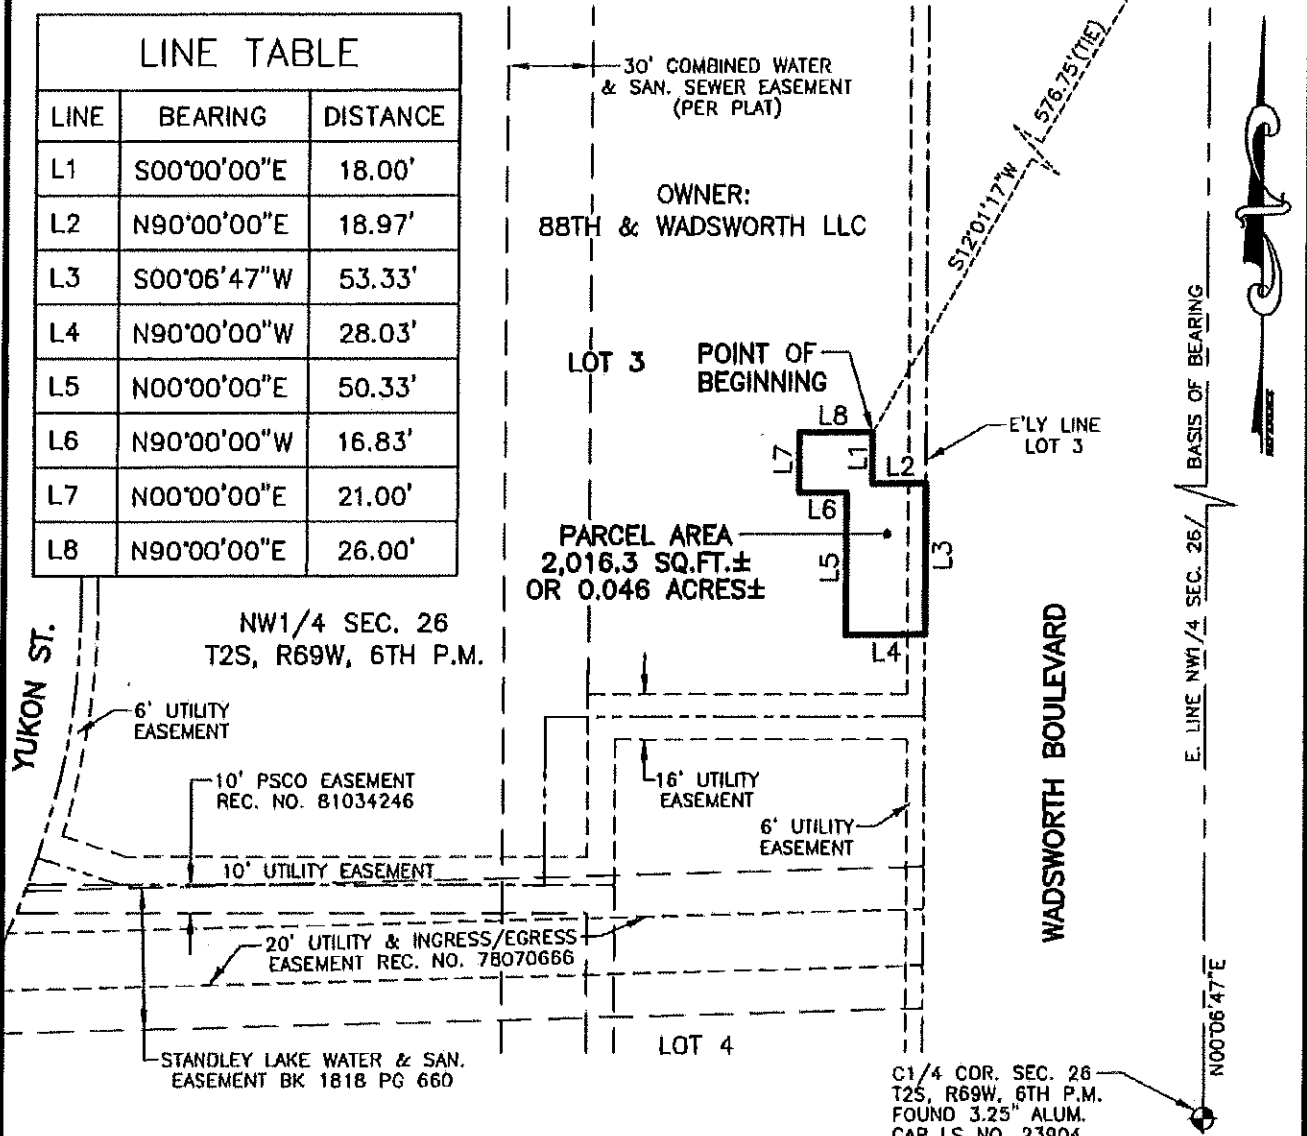 LINE TABLE
LINE BEARING DISTANCE
L1 S00°00'00"E 18.00'
L2 N90°00'00"E 18.97'
L3 S00°06'47"W 53.33'
L4 N90°00'00"W 28.03'
L5 N00°00'00"E 50.33'
L6 N90°00'00"W 16.83'
L7 N00°00'00"E 21.00'
L8 N90°00'00"E 26.00'
30' COMBINED WATER
& SAN. SEWER EASEMENT
(PER PLAT)
OWNER:
88TH & WADSWORTH LLC
S12°01'17"W 576.75'(TIE)
LOT 3
POINT OF
BEGINNING
L8
L7
L1
L2
L6
L5
L3
L4
E'LY LINE
LOT 3
PARCEL AREA
2,016.3 SQ.FT.±
OR 0.046 ACRES±
NW1/4 SEC. 26
T2S, R69W, 6TH P.M.
YUKON ST.
6' UTILITY
EASEMENT
10' PSCO EASEMENT
REC. NO. 81034246
16' UTILITY
EASEMENT
6' UTILITY
EASEMENT
10' UTILITY EASEMENT
20' UTILITY & INGRESS/EGRESS
EASEMENT REC. NO. 78070666
STANDLEY LAKE WATER & SAN.
EASEMENT BK 1818 PG 660
LOT 4
WADSWORTH BOULEVARD
E. LINE NW1/4 SEC. 26/ BASIS OF BEARING
N00°06'47"E
C1/4 COR. SEC. 26
T2S, R69W, 6TH P.M.
FOUND 3.25" ALUM.
CAP LS NO. 23904
REFERENCE